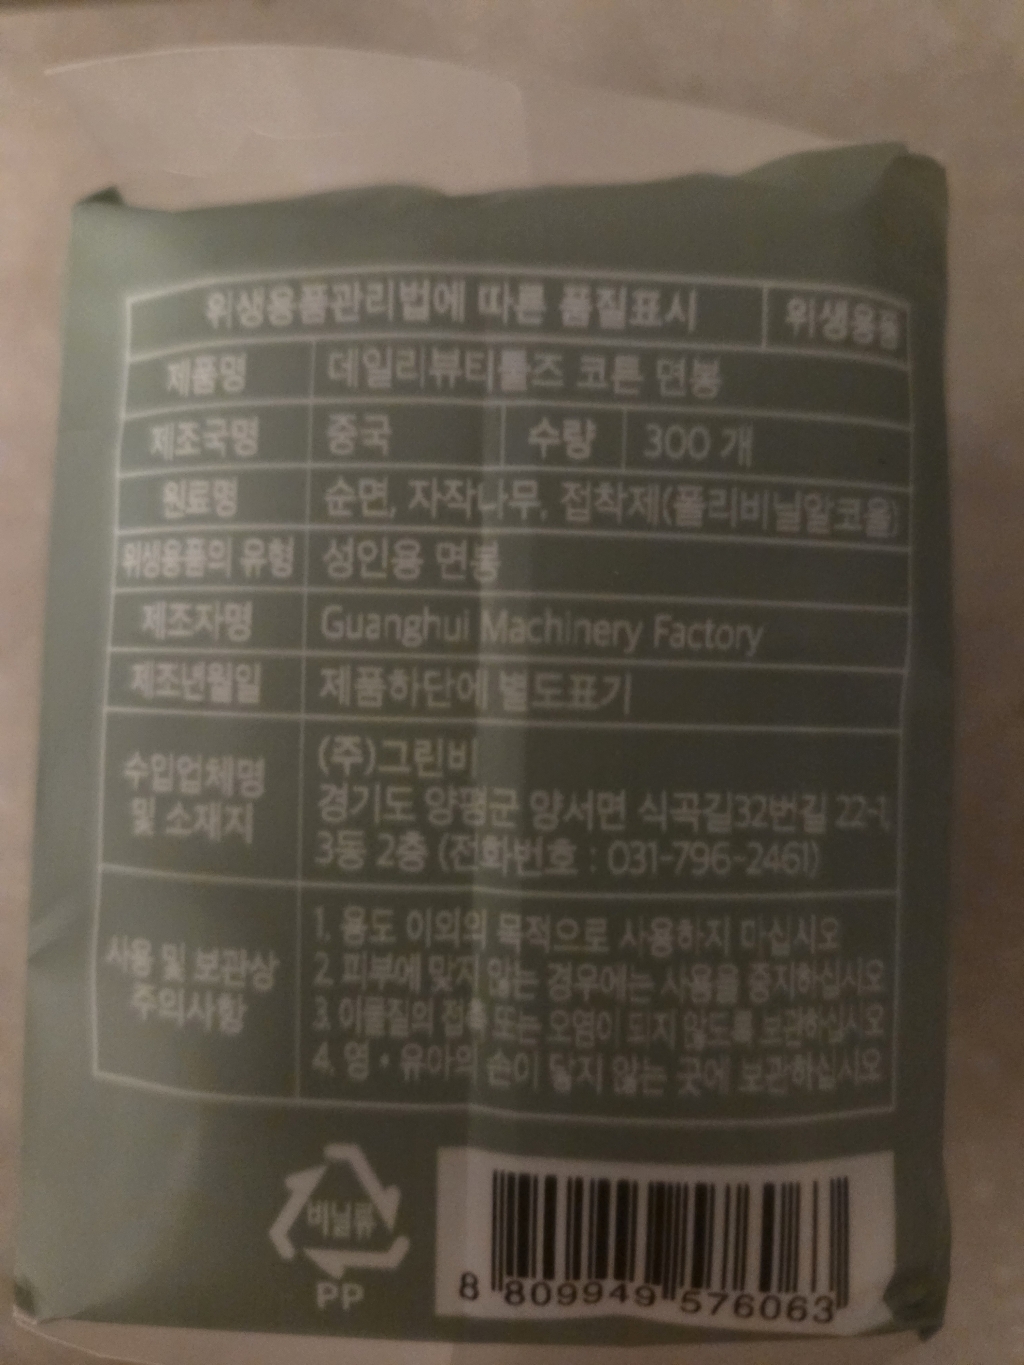 위생용품관리법에 따른 품질표시 위생용품
제품명 데일리뷰티툴즈 코튼 면봉
제조국명 중국 수량 300 개
원료명 순면, 자작나무, 접착제(폴리비닐알코올)
위생용품의 유형 성인용 면봉
제조자명 Guanghui Machinery Factory
제조년월일 제품하단에 별도표기
수입업체명
및 소재지
(주)그린비
경기도 양평군 양서면 식곡길32번길 22-1,
3동 2층 (전화번호 : 031-796-2461)
사용 및 보관상
주의사항
1. 용도 이외의 목적으로 사용하지 마십시오
2. 피부에 맞지 않는 경우에는 사용을 중지하십시오
3. 이물질의 접촉 또는 오염이 되지 않도록 보관하십시오
4. 영・유아의 손이 닿지 않는 곳에 보관하십시오
비닐류
PP
8 809949 576063